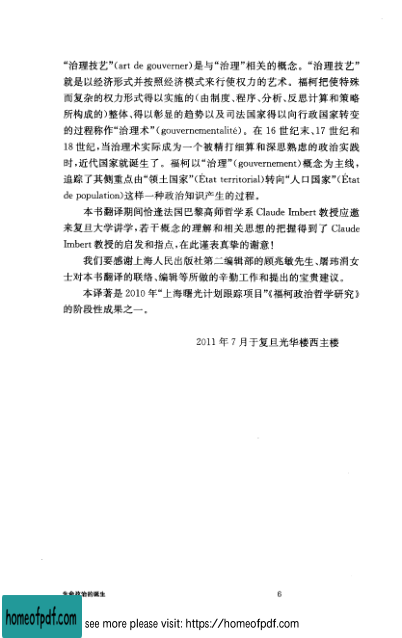 “治理技艺”(art de gouverner)是与“治理”相关的概念。“治理技艺”
就是以经济形式并按照经济模式来行使权力的艺术。福柯把使特殊
而复杂的权力形式得以实施的(由制度、程序、分析、反思计算和策略
所构成的)整体、得以彰显的趋势以及司法国家得以向行政国家转变
的过程称作“治理术”(gouvernementalité)。在 16 世纪末、17 世纪和
18 世纪,当治理术实际成为一个被精打细算和深思熟虑的政治实践
时,近代国家就诞生了。福柯以“治理”(gouvernement)概念为主线,
追踪了其侧重点由“领土国家”(État territorial)转向“人口国家”(État
de population)这样一种政治知识产生的过程。
本书翻译期间恰逢法国巴黎高师哲学系 Claude Imbert 教授应邀
来复旦大学讲学,若干概念的理解和相关思想的把握得到了 Claude
Imbert 教授的启发和指点,在此谨表真挚的谢意!
我们要感谢上海人民出版社第二编辑部的顾兆敏先生、屠玮涓女
士对本书翻译的联络、编辑等所做的辛勤工作和提出的宝贵建议。
本译著是 2010 年“上海曙光计划跟踪项目”《福柯政治哲学研究》
的阶段性成果之一。
2011 年 7 月于复旦光华楼西主楼
生命政治的诞生
6
homeofpdf.com
see more please visit: https://homeofpdf.com